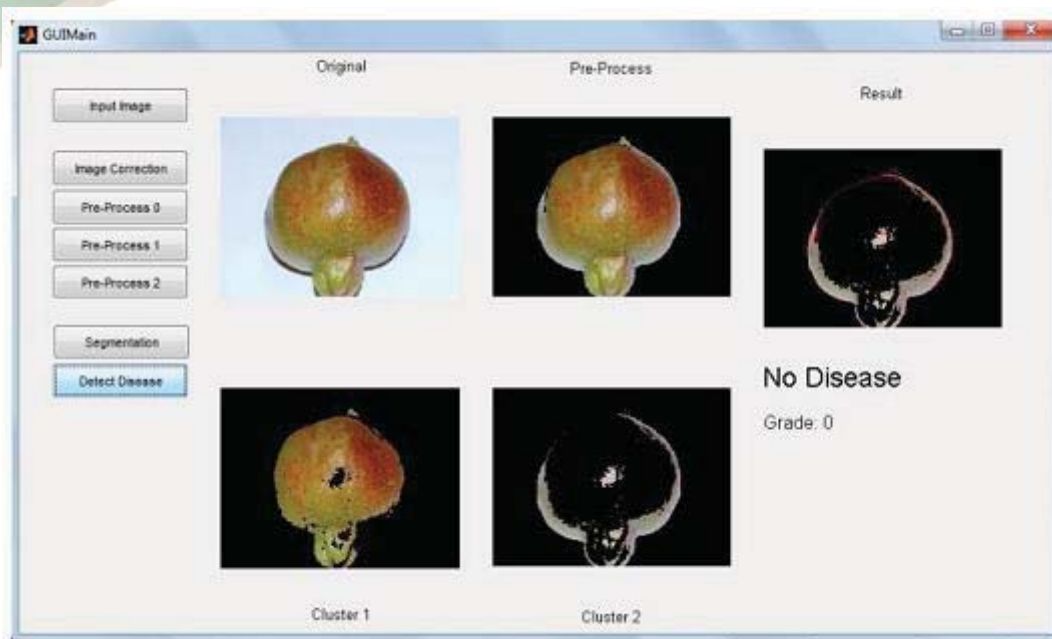 GUIMain
Original
Pre-Process
Result
Input Image
Image Correction
Pre-Process 0
Pre-Process 1
Pre-Process 2
Segmentation
Detect Disease
No Disease
Grade: 0
Cluster 1
Cluster 2